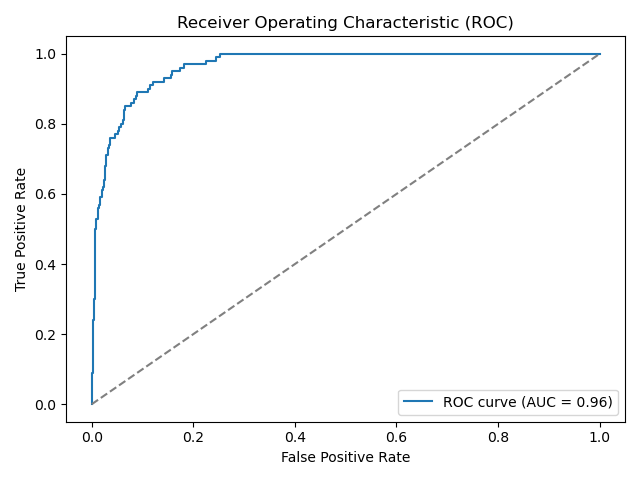 Receiver Operating Characteristic (ROC)
True Positive Rate
1.0
0.8
0.6
0.4
0.2
0.0
ROC curve (AUC = 0.96)
0.0 0.2 0.4 0.6 0.8 1.0
False Positive Rate